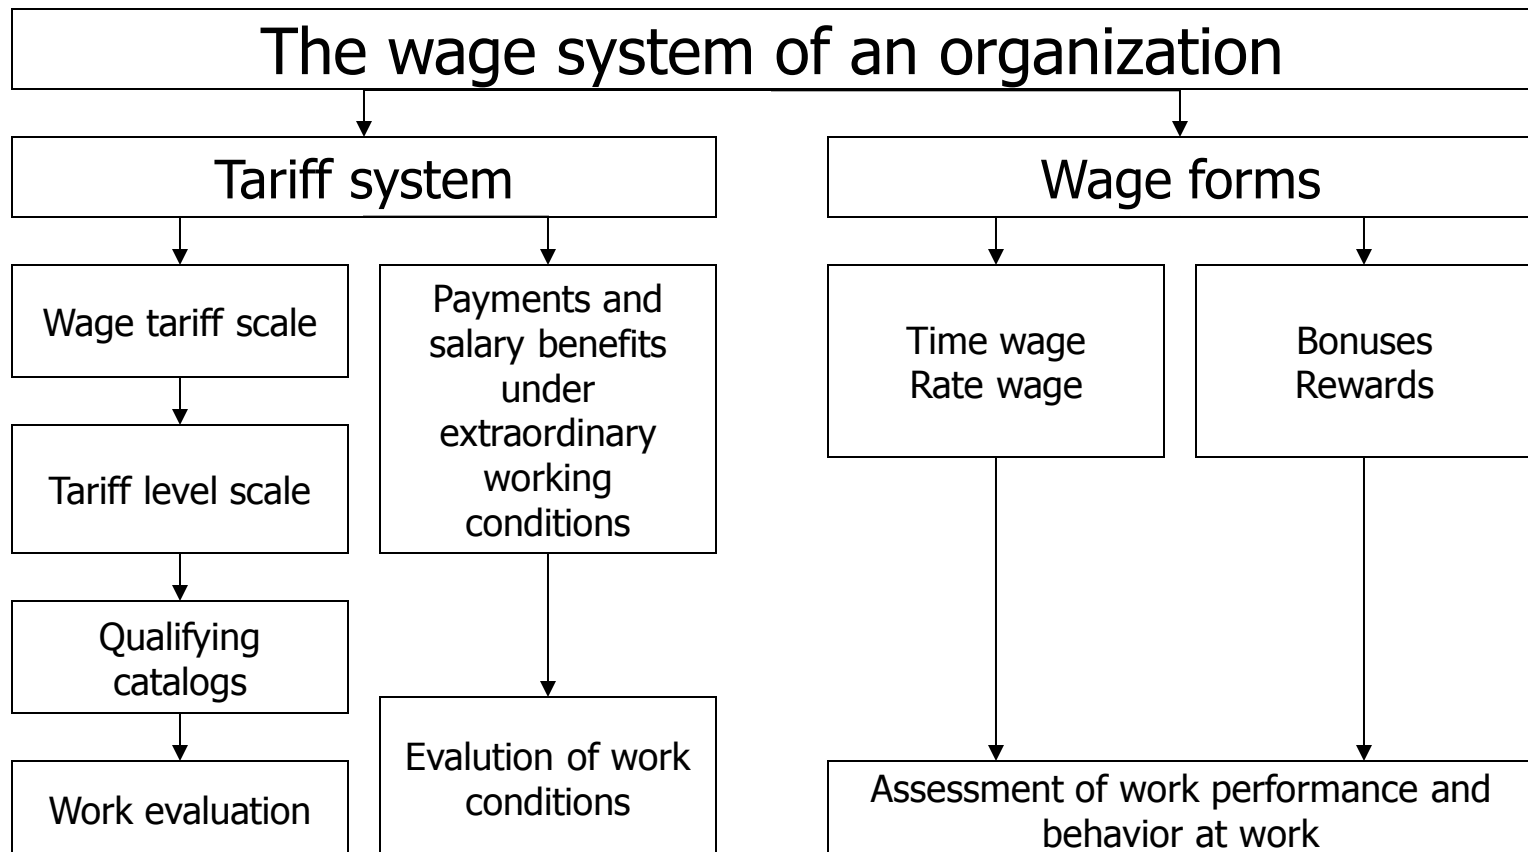 The wage system of an organization
Tariff system
Wage forms
Wage tariff scale
Payments and
salary benefits
under
extraordinary
working
conditions
Time wage
Rate wage
Bonuses
Rewards
Tariff level scale
Qualifying
catalogs
Work evaluation
Evalution of work
conditions
Assessment of work performance and
behavior at work